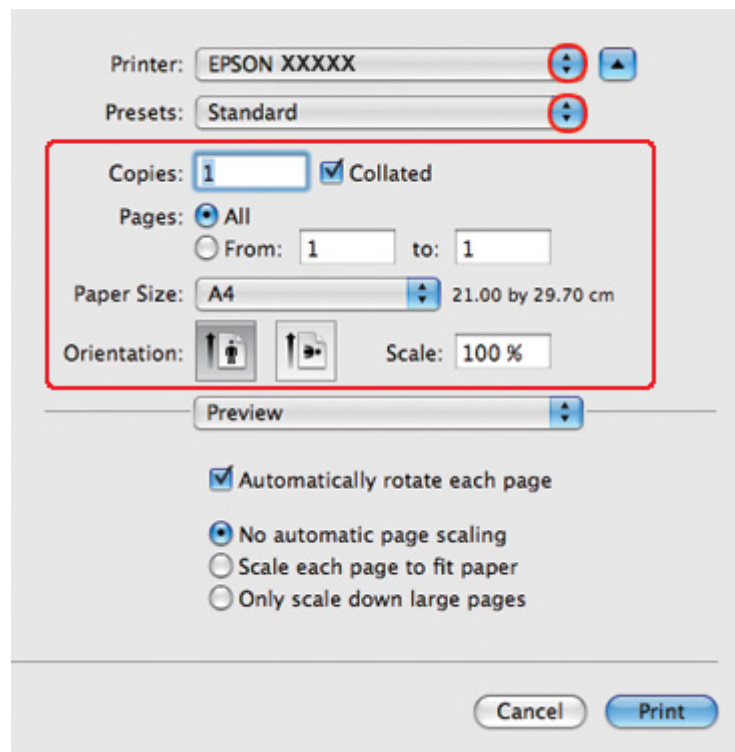 Printer: EPSON XXXXX
Presets: Standard
Copies: 1 Collated
Pages: All
From: 1 to: 1
Paper Size: A4 21.00 by 29.70 cm
Orientation: Scale: 100 %
Preview
Automatically rotate each page
No automatic page scaling
Scale each page to fit paper
Only scale down large pages
Cancel Print